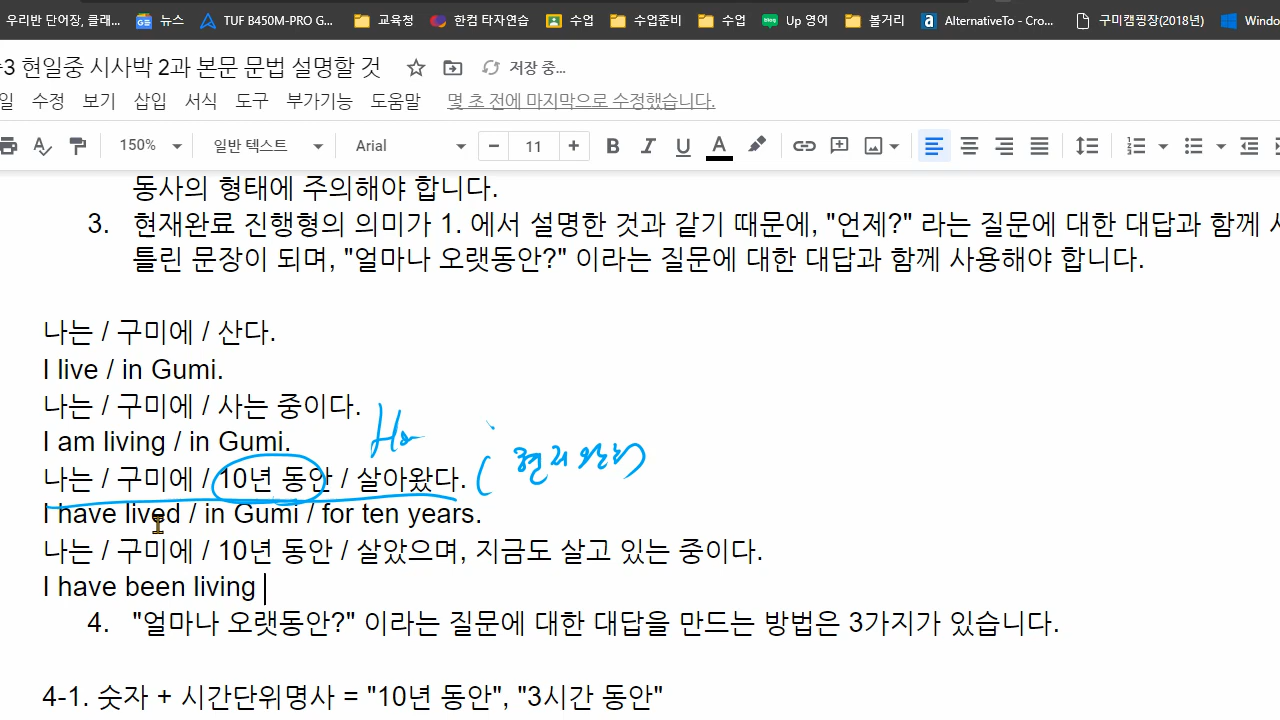 우리반 단어장, 클래... 뉴스 TUF B450M-PRO G... 교육청 한컴 타자연습 수업 수업준비 수업 Up 영어 볼거리 AlternativeTo - Cro... 구미캠핑장(2018년) Windo
3 현일중 시사박 2과 본문 문법 설명할 것 저장 중...
일 수정 보기 삽입 서식 도구 부가기능 도움말 몇 초 전에 마지막으로 수정했습니다.
150% 일반 텍스트 Arial 11 B I U A
동사의 형태에 주의해야 합니다.
3. 현재완료 진행형의 의미가 1. 에서 설명한 것과 같기 때문에, "언제?" 라는 질문에 대한 대답과 함께
틀린 문장이 되며, "얼마나 오랫동안?" 이라는 질문에 대한 대답과 함께 사용해야 합니다.
나는 / 구미에 / 산다.
I live / in Gumi.
나는 / 구미에 / 사는 중이다.
I am living / in Gumi.
나는 / 구미에 / 10년 동안 / 살아왔다.
I have lived / in Gumi / for ten years.
나는 / 구미에 / 10년 동안 / 살았으며, 지금도 살고 있는 중이다.
I have been living
4. "얼마나 오랫동안?" 이라는 질문에 대한 대답을 만드는 방법은 3가지가 있습니다.
4-1. 숫자 + 시간단위명사 = "10년 동안", "3시간 동안"